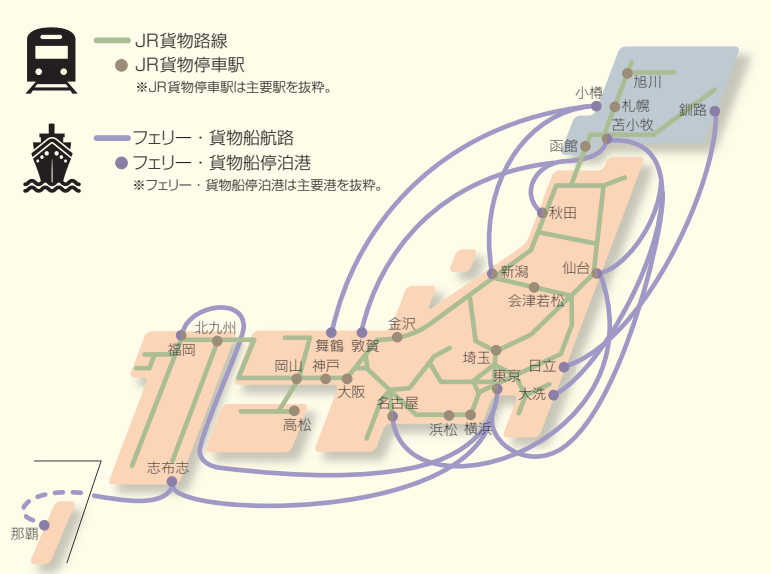 JR貨物路線
JR貨物停車駅
※JR貨物停車駅は主要駅を抜粋。
フェリー・貨物船航路
フェリー・貨物船停泊港
※フェリー・貨物船停泊港は主要港を抜粋。
旭川
小樽
札幌
釧路
苫小牧
函館
秋田
仙台
新潟
会津若松
金沢
北九州
福岡
舞鶴
敦賀
埼玉
日立
岡山
神戸
東京
大阪
大洗
名古屋
高松
浜松
横浜
志布志
那覇